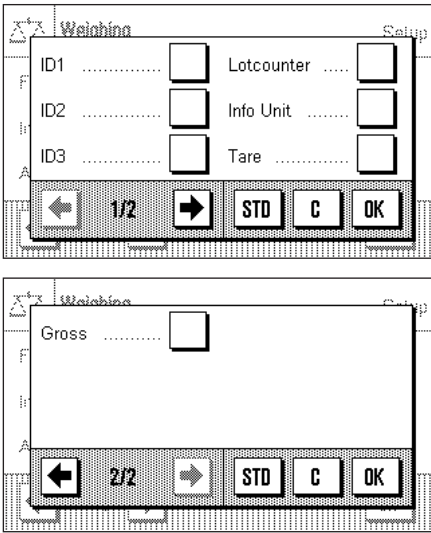 Weighing Setup
ID1 .............. Lotcounter .....
ID2 .............. Info Unit .........
ID3 .............. Tare ............
1/2 STD C OK
Weighing Setup
Gross ...........
2/2 STD C OK